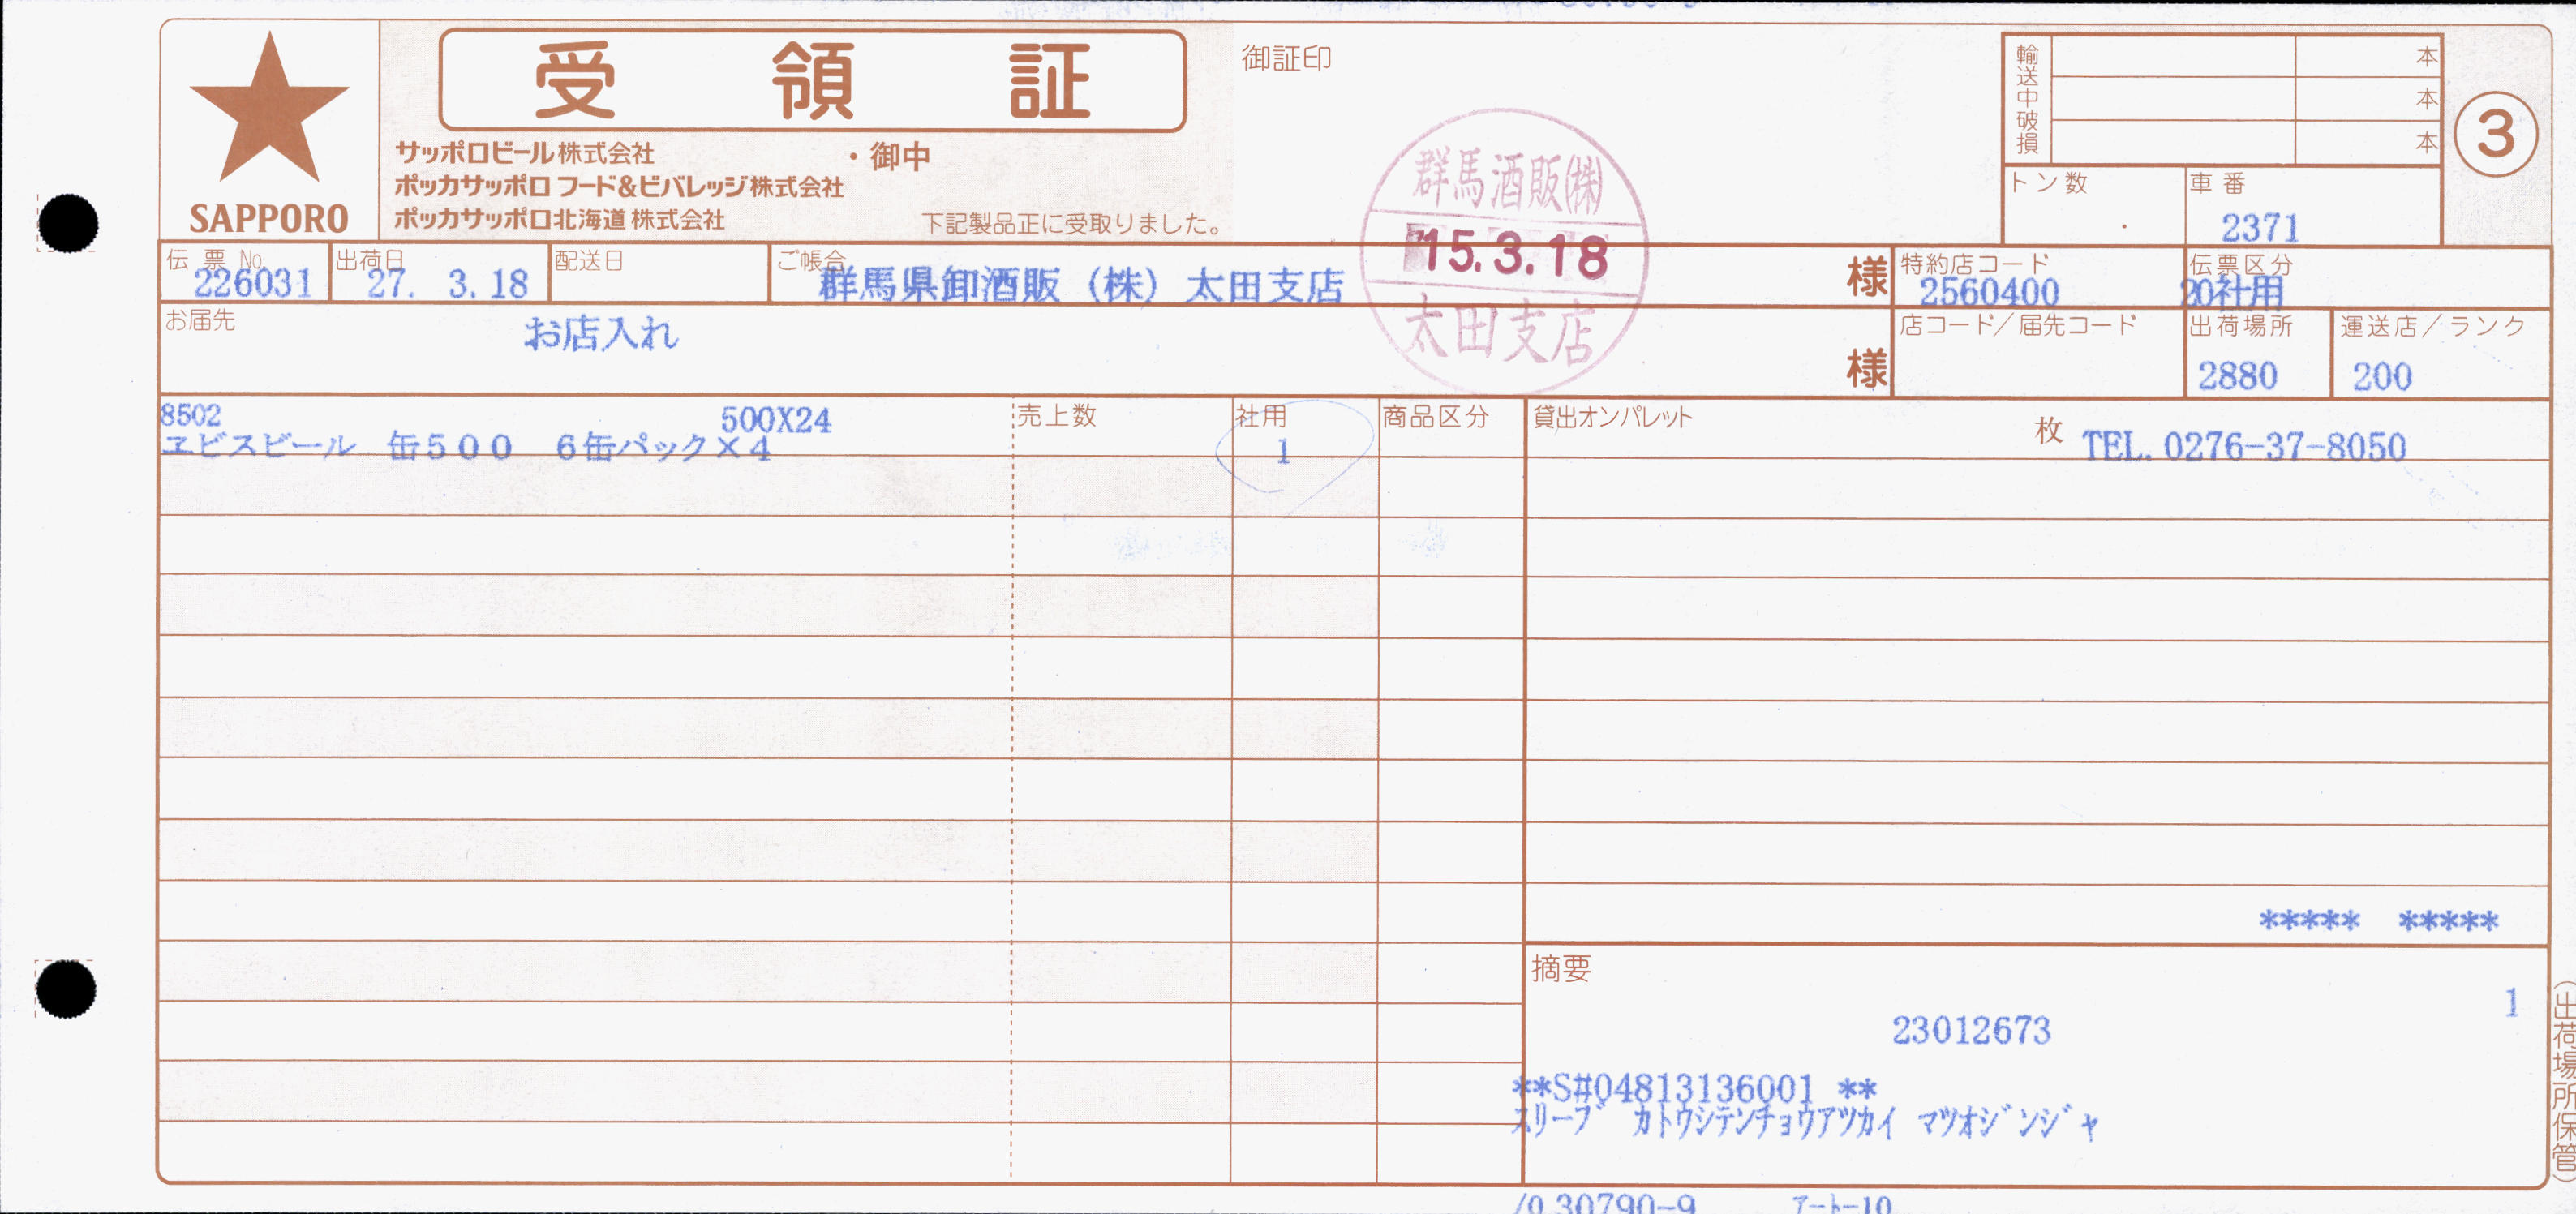 受 領 証
御証印
SAPPORO
サッポロビール株式会社 ・御中
ポッカサッポロ フード&ビバレッジ株式会社
ポッカサッポロ北海道株式会社
下記製品正に受取りました。
群馬酒販㈱
'15.3.18
太田支店
輸送中破損
本
本
本
③
トン数
車番
2371
伝票No.
226031
出荷日
27. 3.18
配送日
ご帳合
群馬県卸酒販(株)太田支店
様
特約店コード
2560400
伝票区分
20社用
お届先
お店入れ
様
店コード/届先コード
出荷場所
2880
運送店/ランク
200
8502 500X24
ヱビスビール 缶500 6缶パック×4
売上数
社用
1
商品区分
貸出オンパレット
枚
TEL.0276-37-8050
***** *****
摘要
1
23012673
**S#04813136001 **
スリーブ カトウシテンチョウアツカイ マツオジンジャ
(出荷場所保管)
30790-9 アート-10